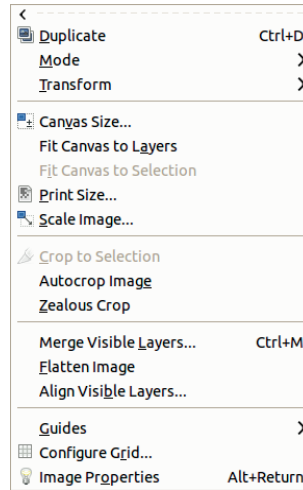 Duplicate Ctrl+D
Mode
Transform
Canvas Size...
Fit Canvas to Layers
Fit Canvas to Selection
Print Size...
Scale Image...
Crop to Selection
Autocrop Image
Zealous Crop
Merge Visible Layers... Ctrl+M
Flatten Image
Align Visible Layers...
Guides
Configure Grid...
Image Properties Alt+Return